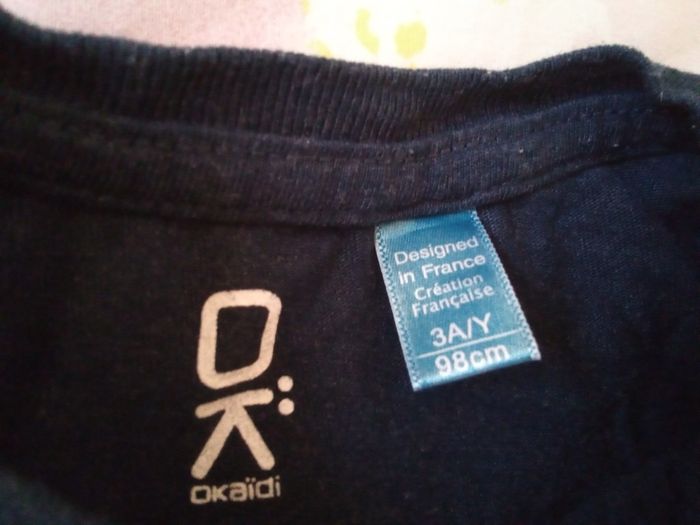 Designed
in France
Création
Française
3A/Y
98cm
OK:
OKaïdi